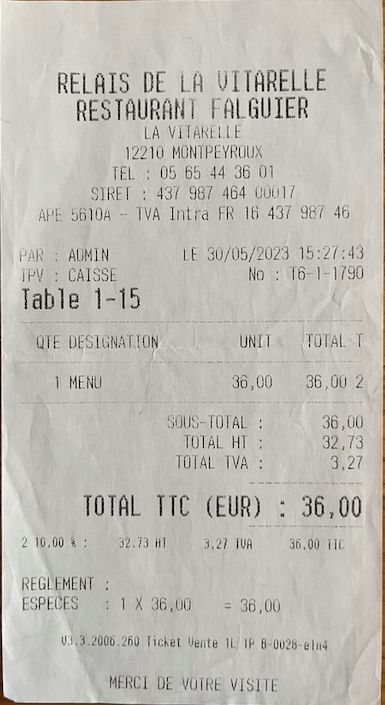 RELAIS DE LA VITARELLE
RESTAURANT FALGUIER
LA VITARELLE
12210 MONTPEYROUX
TEL : 05 65 44 36 01
SIRET : 437 987 464 00017
APE 5610A - TVA Intra FR 16 437 987 46
PAR : ADMIN LE 30/05/2023 15:27:43
TPV : CAISSE No : T6-1-1790
Table 1-15
QTE DESIGNATION UNIT TOTAL T
1 MENU 36,00 36,00 2
SOUS-TOTAL : 36,00
TOTAL HT : 32,73
TOTAL TVA : 3,27
TOTAL TTC (EUR) : 36,00
2 10,00 % : 32,73 HT 3,27 TVA 36,00 TTC
REGLEMENT :
ESPECES : 1 X 36,00 = 36,00
V3.3.2006.260 Ticket Vente 1L 1P B-0028-eln4
MERCI DE VOTRE VISITE